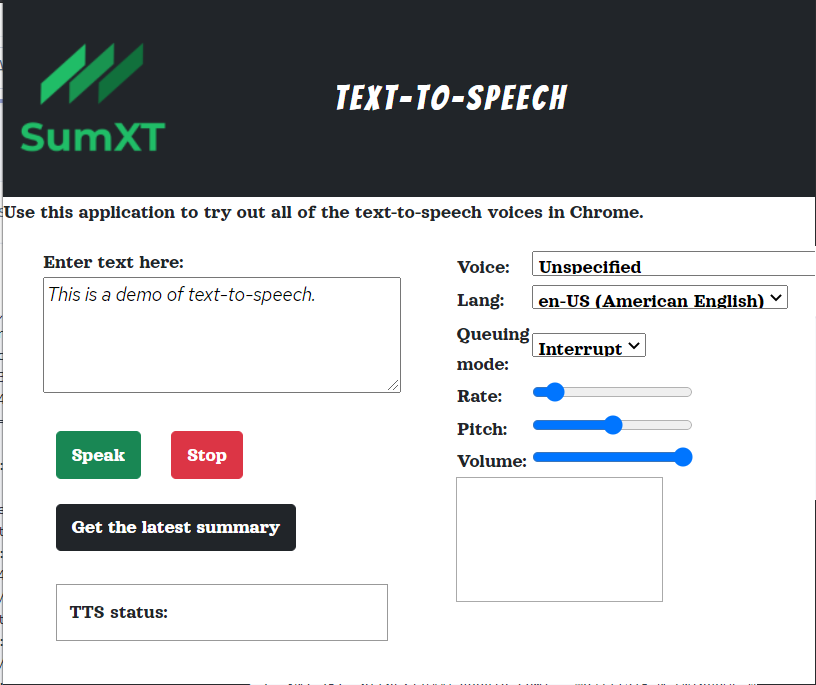 SumXT
TEXT-TO-SPEECH
Use this application to try out all of the text-to-speech voices in Chrome.
Enter text here:
This is a demo of text-to-speech.
Speak
Stop
Get the latest summary
TTS status:
Voice:
Unspecified
Lang:
en-US (American English)
Queuing
mode:
Interrupt
Rate:
Pitch:
Volume: